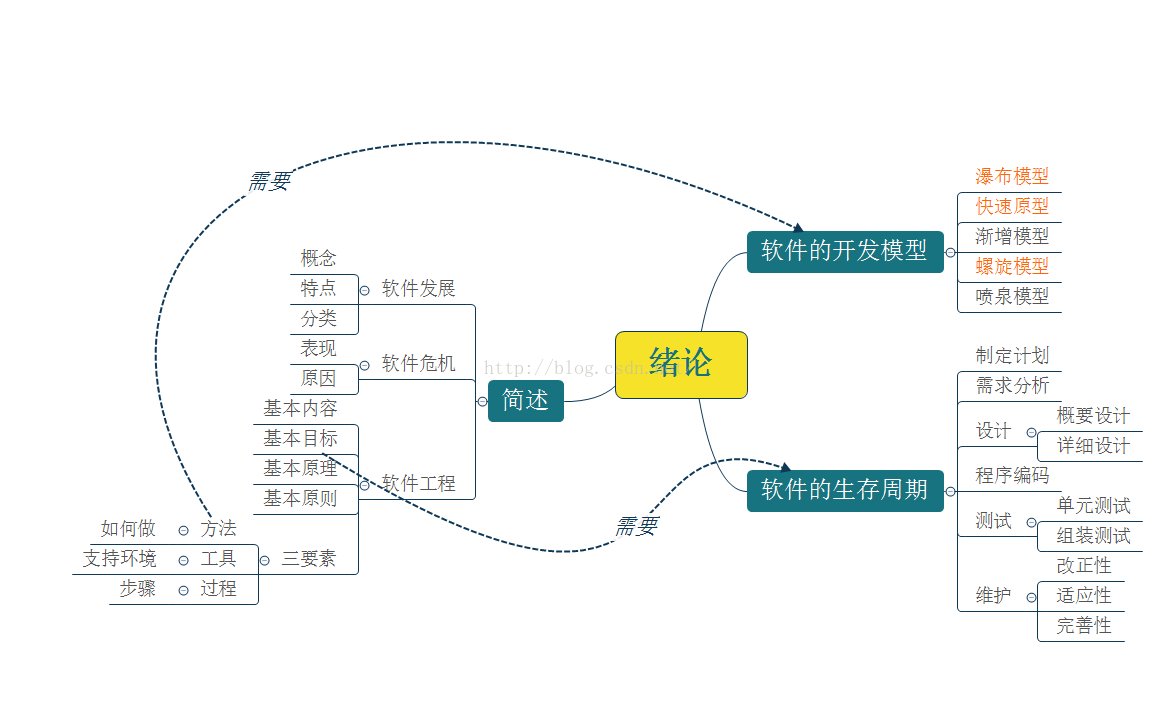 绪论
软件的开发模型
瀑布模型
快速原型
渐增模型
螺旋模型
喷泉模型
软件的生存周期
制定计划
需求分析
设计
概要设计
详细设计
程序编码
测试
单元测试
组装测试
维护
改正性
适应性
完善性
简述
软件发展
概念
特点
分类
软件危机
表现
原因
软件工程
基本内容
基本目标
基本原理
基本原则
三要素
方法
如何做
工具
支持环境
过程
步骤
需要
需要
http://blog.csdn.net/